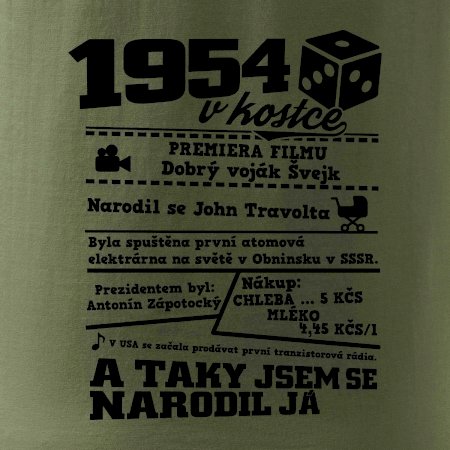 1954
v kostce
PREMIERA FILMU
Dobrý voják Švejk
Narodil se John Travolta
Byla spuštěna první atomová
elektrárna na světě v Obninsku v SSSR.
Prezidentem byl:
Antonín Zápotocký
Nákup:
CHLEBA ... 5 KČS
MLÉKO
4,45 KČS/l
V USA se začala prodávat první tranzistorová rádia.
A TAKY JSEM SE
NARODIL JÁ